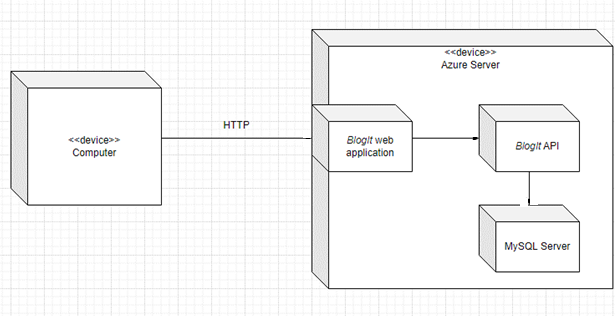 <<device>>
Azure Server
<<device>>
Computer
HTTP
BlogIt web
application
BlogIt API
MySQL Server